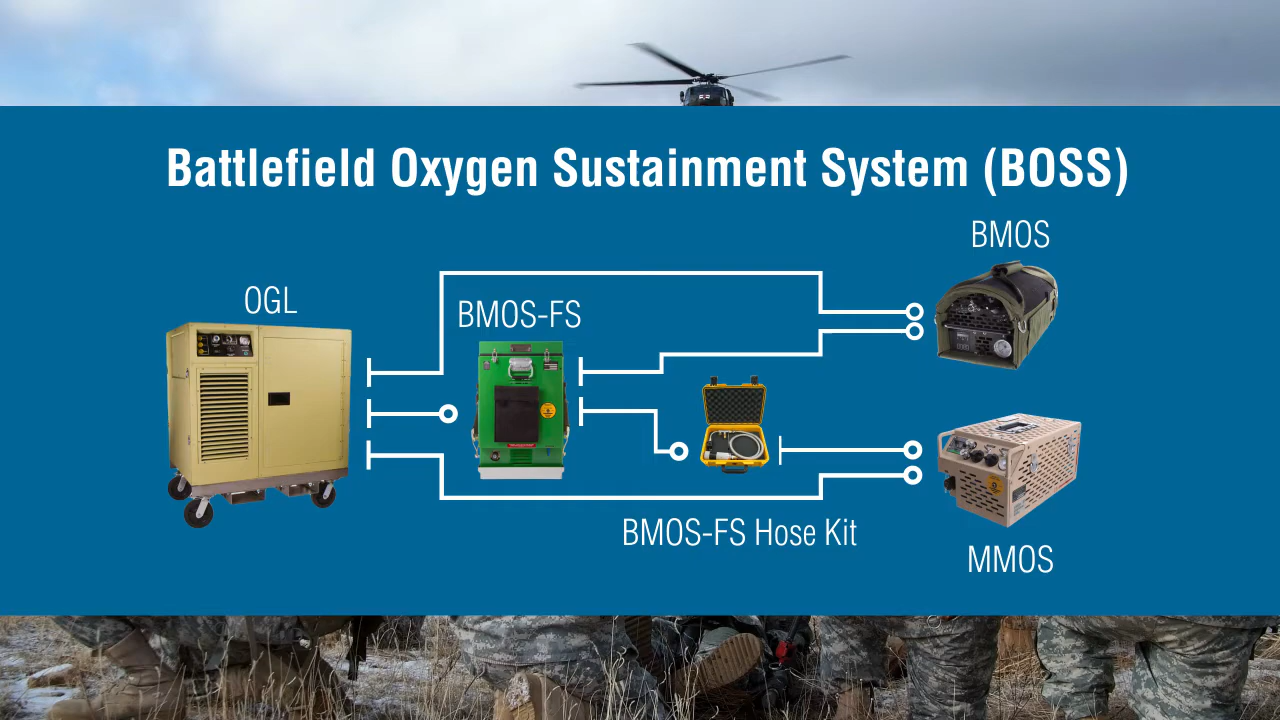 Battlefield Oxygen Sustainment System (BOSS)
BMOS
OGL
BMOS-FS
BMOS-FS Hose Kit
MMOS